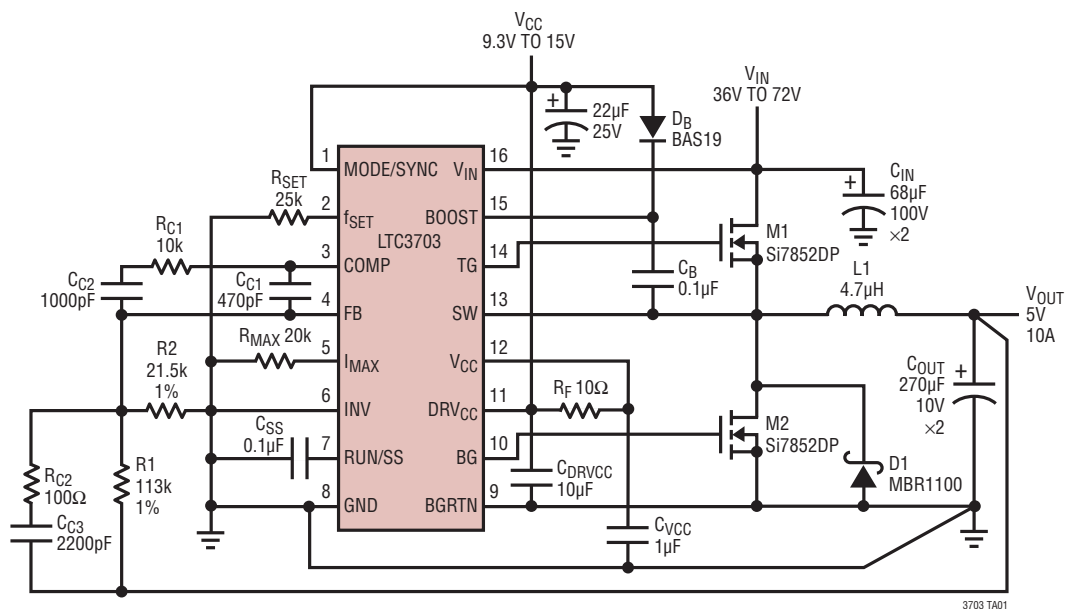 VCC
9.3V TO 15V
VIN
36V TO 72V
+
22µF
25V
DB
BAS19
1
MODE/SYNC
VIN
16
+
CIN
68µF
100V
×2
RSET
25k
2
fSET
BOOST
15
LTC3703
M1
Si7852DP
RC1
10k
3
COMP
TG
14
CC2
1000pF
CC1
470pF
CB
0.1µF
L1
4.7µH
4
FB
SW
13
VOUT
5V
10A
RMAX 20k
5
IMAX
VCC
12
R2
21.5k
1%
RF 10Ω
COUT
270µF
10V
×2
+
6
INV
DRVCC
11
CSS
0.1µF
7
RUN/SS
BG
10
M2
Si7852DP
RC2
100Ω
R1
113k
1%
CDRVCC
10µF
D1
MBR1100
8
GND
BGRTN
9
CC3
2200pF
CVCC
1µF
3703 TA01